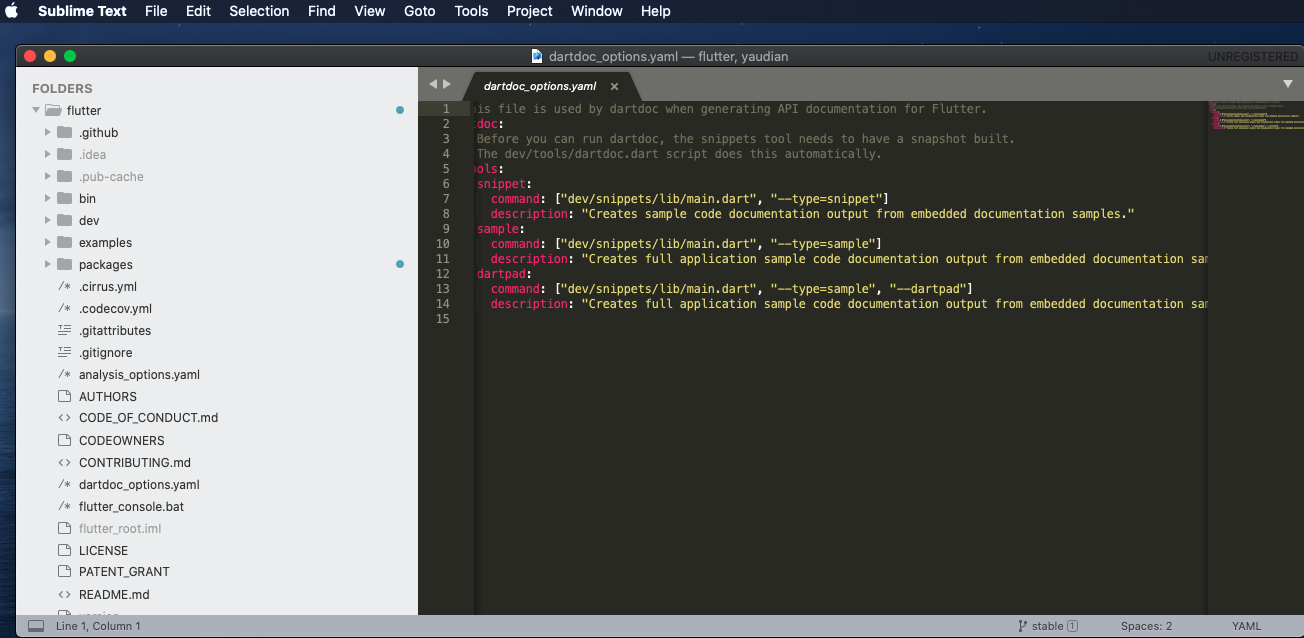 Sublime Text File Edit Selection Find View Goto Tools Project Window Help
dartdoc_options.yaml — flutter, yaudian
UNREGISTERED
FOLDERS
flutter
.github
.idea
.pub-cache
bin
dev
examples
packages
/* .cirrus.yml
/* .codecov.yml
.gitattributes
.gitignore
/* analysis_options.yaml
AUTHORS
<> CODE_OF_CONDUCT.md
CODEOWNERS
<> CONTRIBUTING.md
/* dartdoc_options.yaml
/* flutter_console.bat
flutter_root.iml
LICENSE
PATENT_GRANT
<> README.md
dartdoc_options.yaml ×
1 is file is used by dartdoc when generating API documentation for Flutter.
2 doc:
3 Before you can run dartdoc, the snippets tool needs to have a snapshot built.
4 The dev/tools/dartdoc.dart script does this automatically.
5 ols:
6 snippet:
7 command: ["dev/snippets/lib/main.dart", "--type=snippet"]
8 description: "Creates sample code documentation output from embedded documentation samples."
9 sample:
10 command: ["dev/snippets/lib/main.dart", "--type=sample"]
11 description: "Creates full application sample code documentation output from embedded documentation sam
12 dartpad:
13 command: ["dev/snippets/lib/main.dart", "--type=sample", "--dartpad"]
14 description: "Creates full application sample code documentation output from embedded documentation sam
15
Line 1, Column 1
stable 1
Spaces: 2
YAML